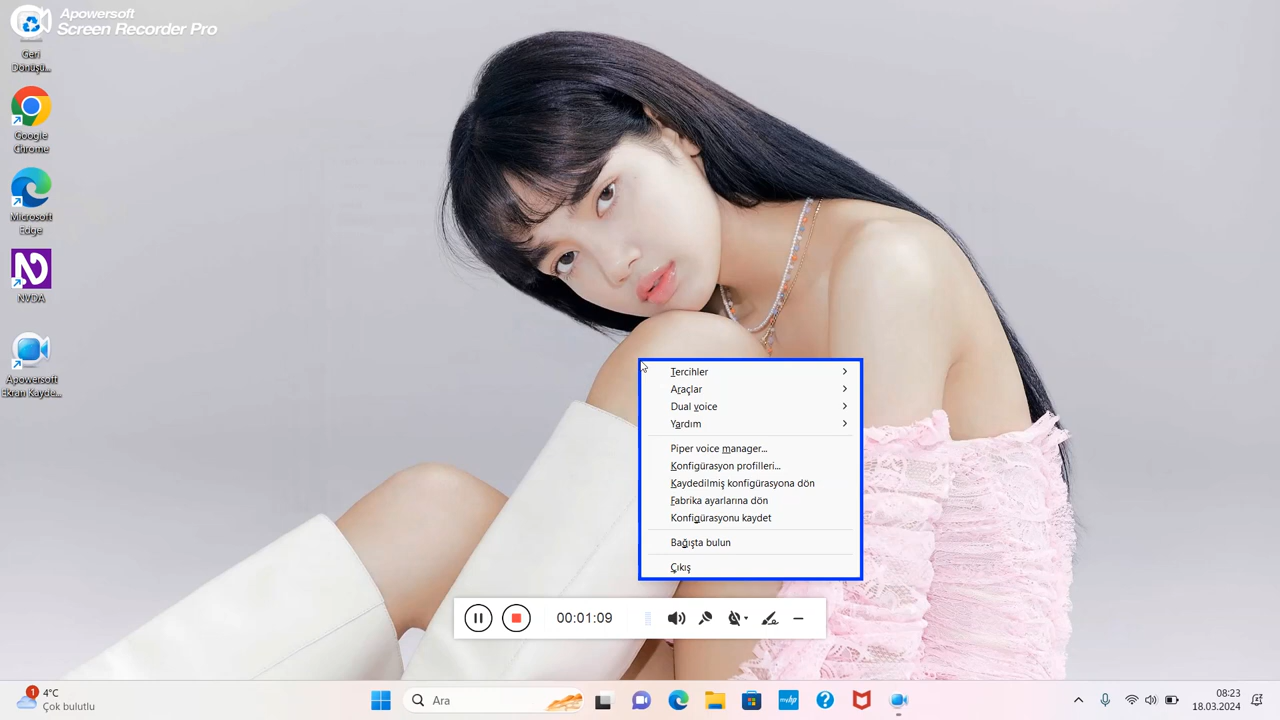 Apowersoft
Screen Recorder Pro
Geri
Dönüşü...
Google
Chrome
Microsoft
Edge
NVDA
Apowersoft
Ekran Kayde...
Tercihler
Araçlar
Dual voice
Yardım
Piper voice manager...
Konfigürasyon profilleri...
Kaydedilmiş konfigürasyona dön
Fabrika ayarlarına dön
Konfigürasyonu kaydet
Bağışta bulun
Çıkış
00:01:09
1
4°C
Çok bulutlu
Ara
myhp
08:23
18.03.2024